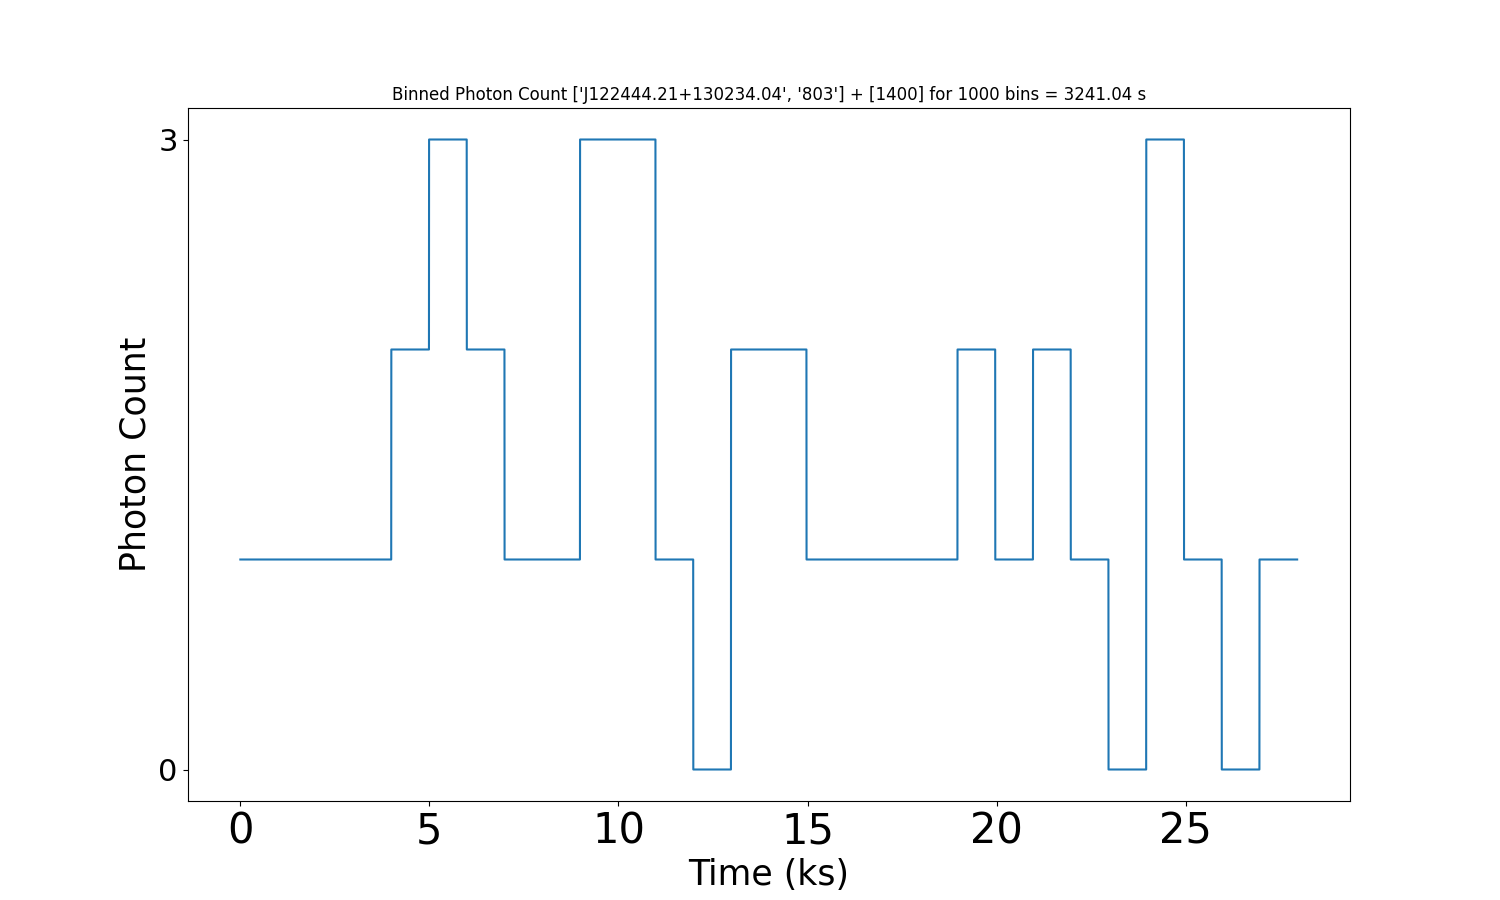 Binned Photon Count ['J122444.21+130234.04', '803'] + [1400] for 1000 bins = 3241.04 s
3
Photon Count
0
0 5 10 15 20 25
Time (ks)